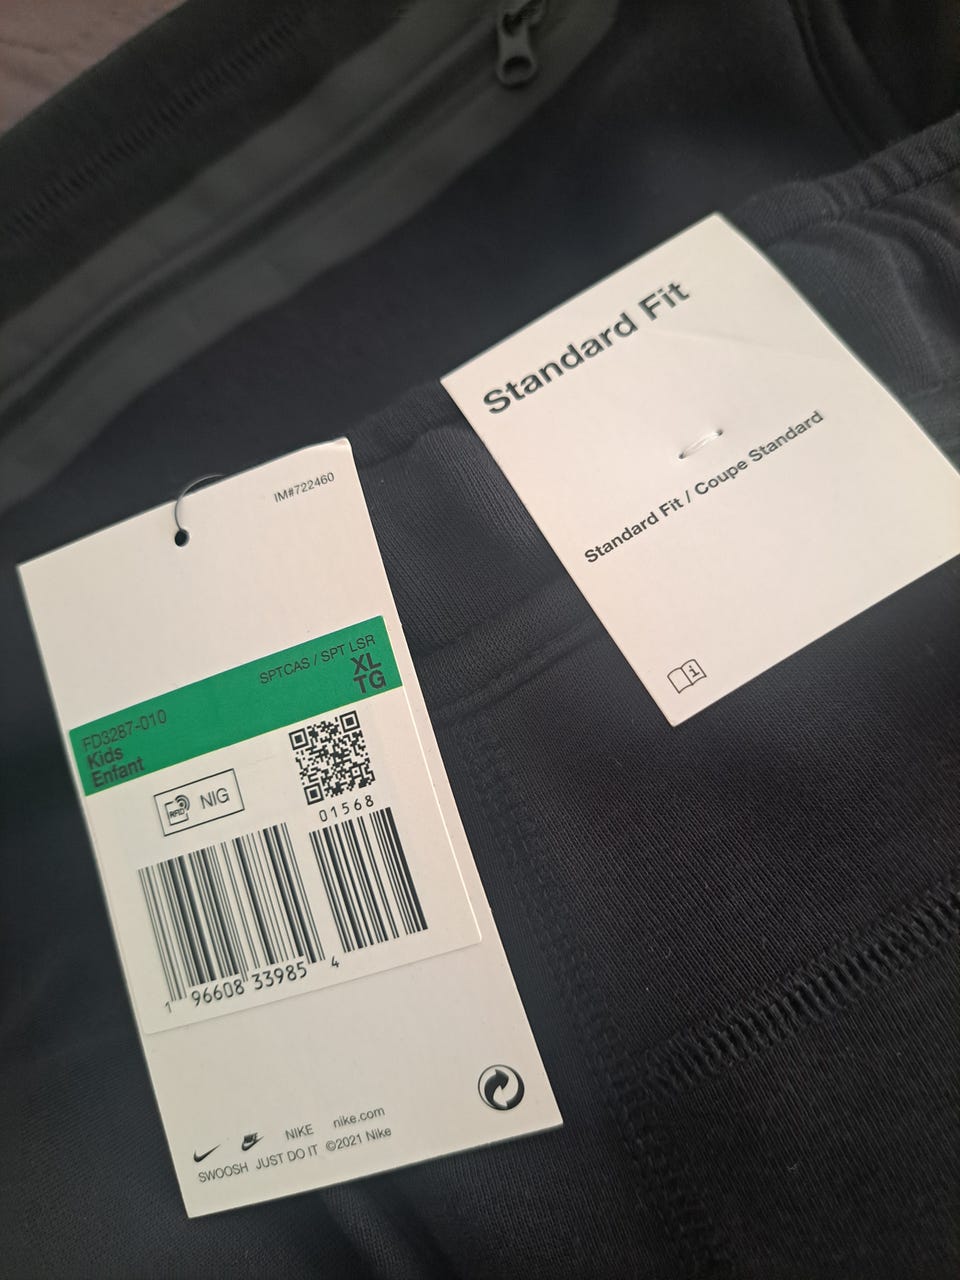 IM#722460
SPTCAS / SPT LSR
XL
TG
FD3287-010
Kids
Enfant
RFID
NIG
01568
1 96608 33985 4
NIKE nike.com
SWOOSH JUST DO IT ©2021 Nike
Standard Fit
Standard Fit / Coupe Standard
i